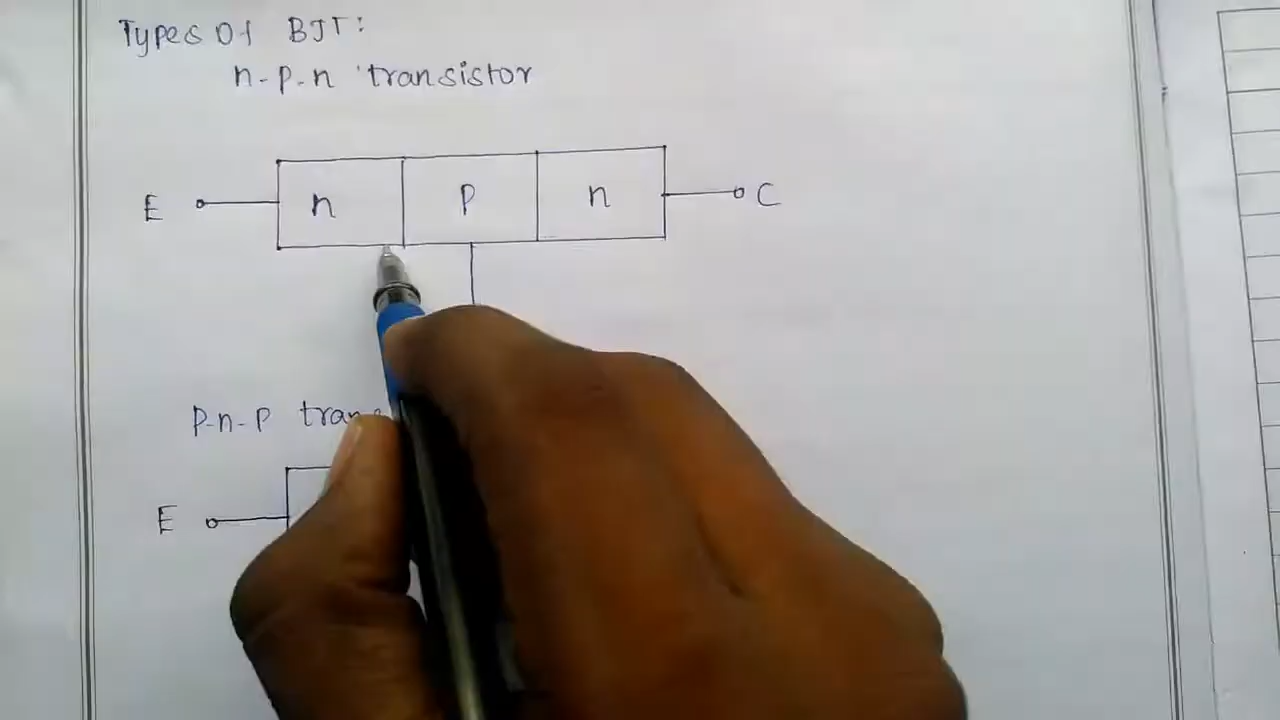 Types Of BJT:
n-p-n transistor
E n p n C
p-n-p
E